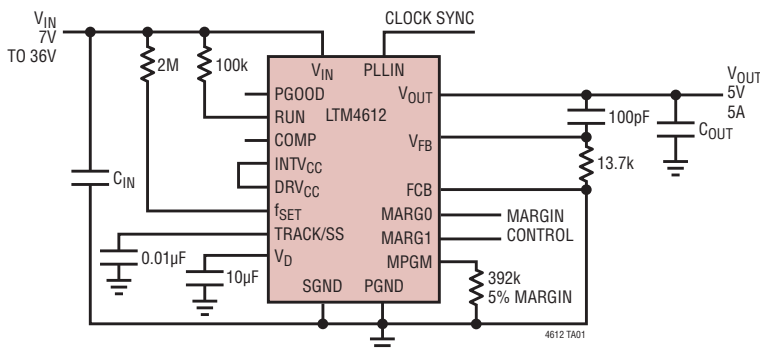 VIN
7V
TO 36V
CLOCK SYNC
2M
100k
VIN
PLLIN
PGOOD
RUN
COMP
INTVCC
DRVCC
fSET
TRACK/SS
VD
SGND
PGND
LTM4612
VOUT
VFB
FCB
MARG0
MARG1
MPGM
VOUT
5V
5A
100pF
COUT
13.7k
MARGIN
CONTROL
392k
5% MARGIN
CIN
0.01µF
10µF
4612 TA01